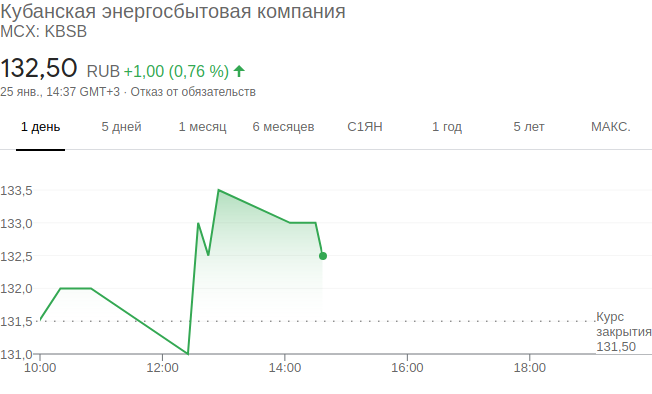 Кубанская энергосбытовая компания
MCX: KBSB
132,50 RUB +1,00 (0,76 %)
25 янв., 14:37 GMT+3 · Отказ от обязательств
1 день 5 дней 1 месяц 6 месяцев С1ЯН 1 год 5 лет МАКС.
133,5
133,0
132,5
132,0
131,5
131,0
Курс
закрытия
131,50
10:00 12:00 14:00 16:00 18:00